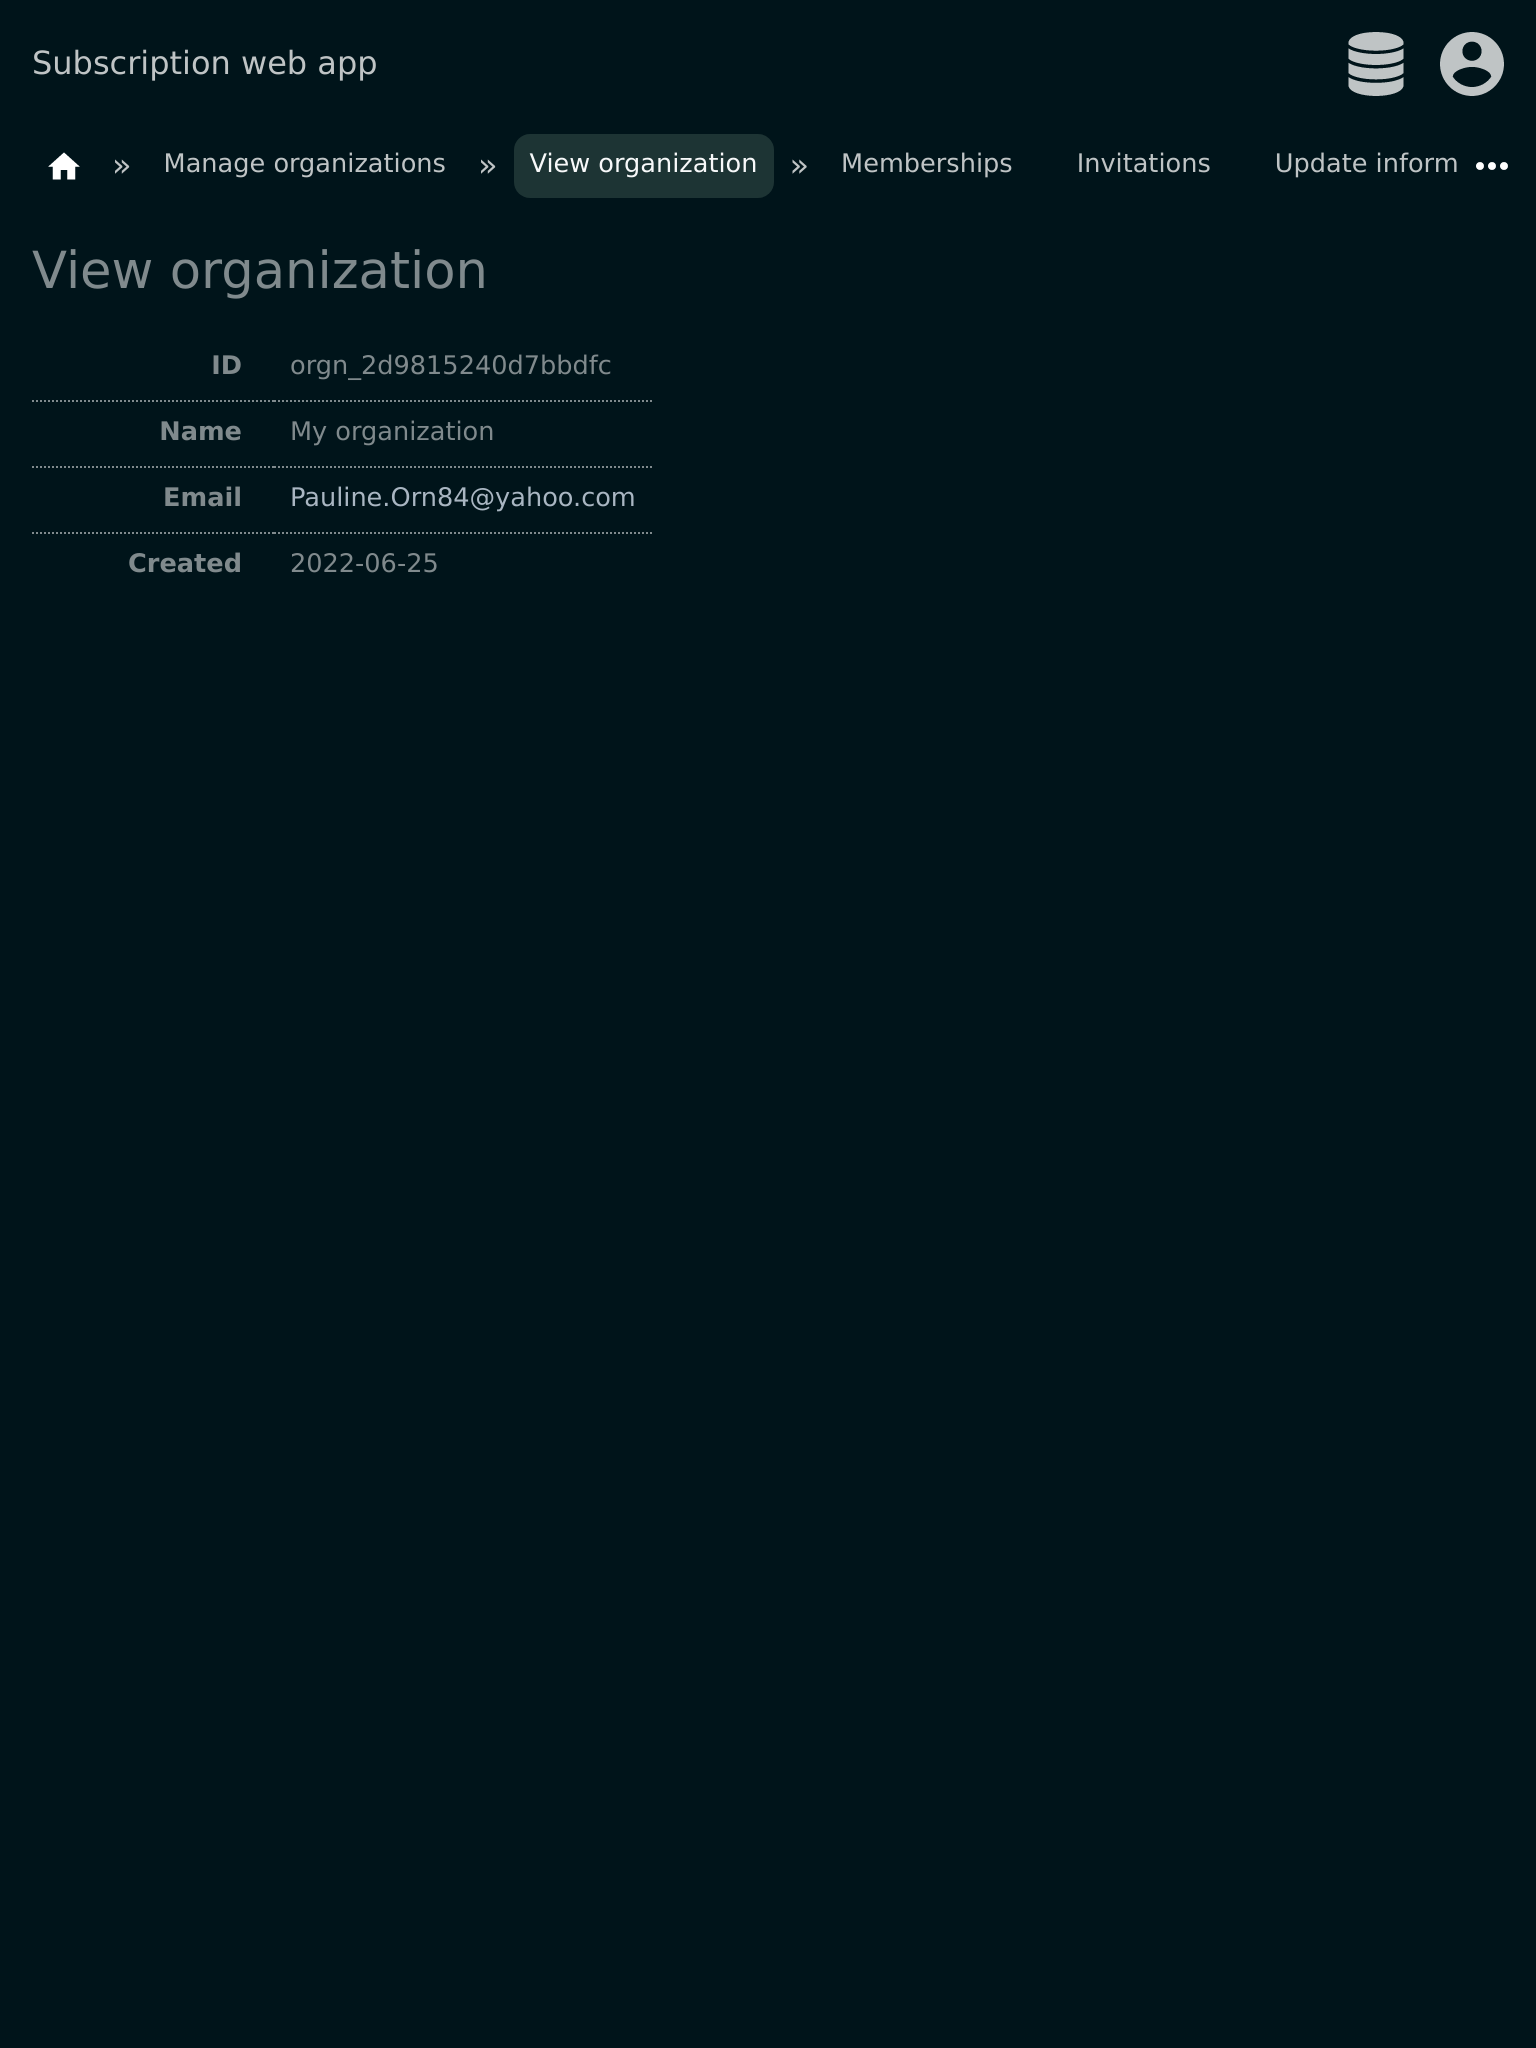 Subscription web app
» Manage organizations » View organization » Memberships Invitations Update inform •••
View organization
ID orgn_2d9815240d7bbdfc
Name My organization
Email Pauline.Orn84@yahoo.com
Created 2022-06-25